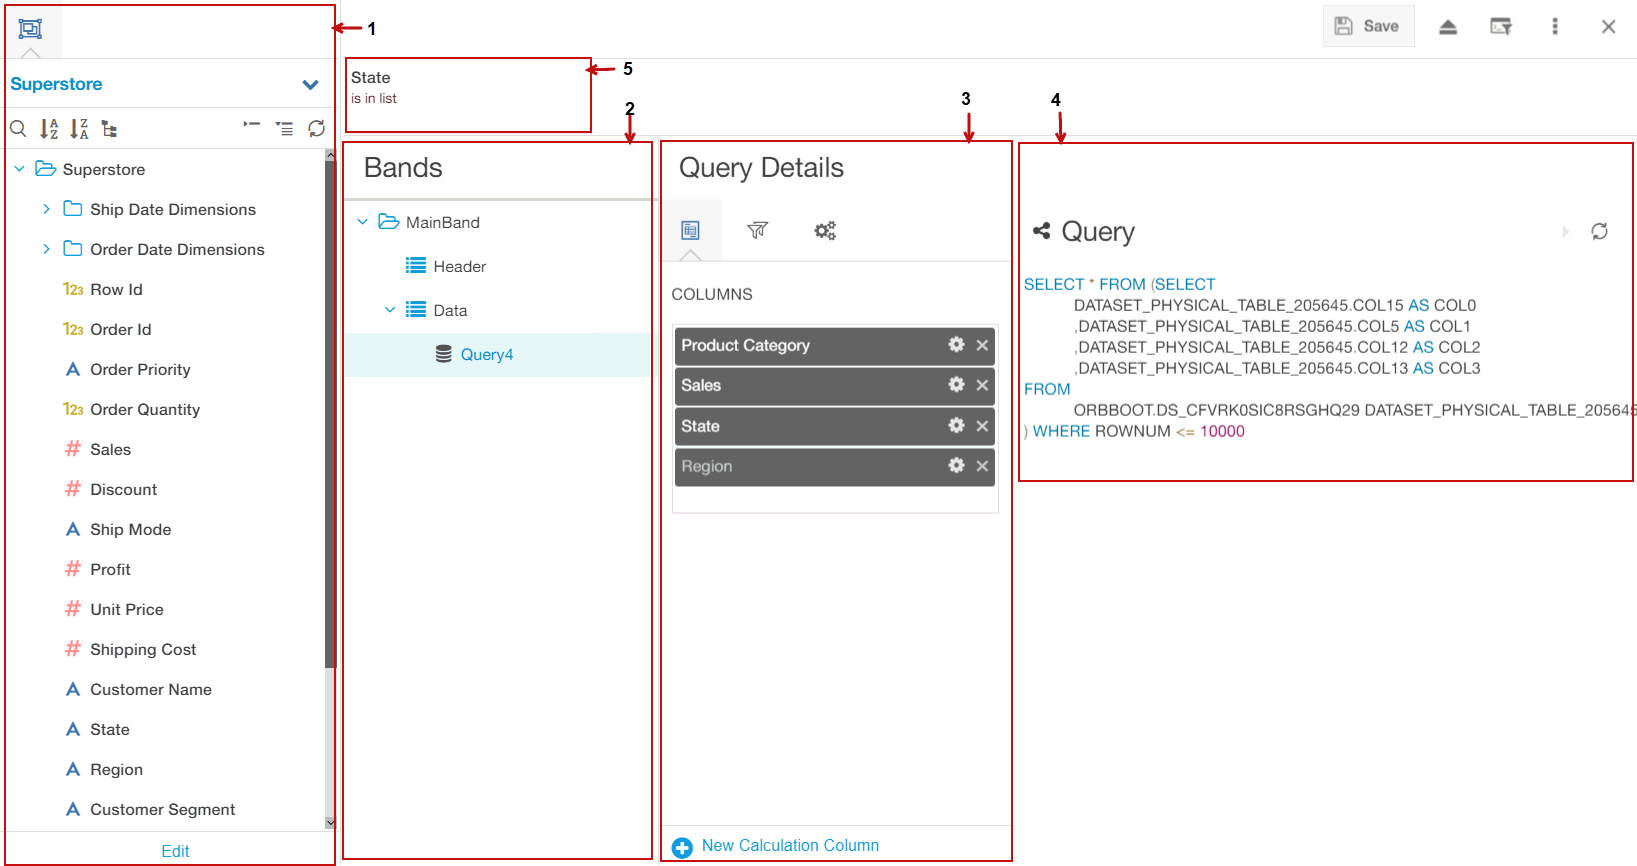 1
Save
Superstore
State
is in list
5
A
Z
Z
A
Superstore
Ship Date Dimensions
Order Date Dimensions
123 Row Id
123 Order Id
A Order Priority
123 Order Quantity
# Sales
# Discount
A Ship Mode
# Profit
# Unit Price
# Shipping Cost
A Customer Name
A State
A Region
A Customer Segment
Edit
2
Bands
MainBand
Header
Data
Query4
3
Query Details
COLUMNS
Product Category
Sales
State
Region
New Calculation Column
4
Query
SELECT * FROM (SELECT
DATASET_PHYSICAL_TABLE_205645.COL15 AS COL0
,DATASET_PHYSICAL_TABLE_205645.COL5 AS COL1
,DATASET_PHYSICAL_TABLE_205645.COL12 AS COL2
,DATASET_PHYSICAL_TABLE_205645.COL13 AS COL3
FROM
ORBBOOT.DS_CFVRK0SIC8RSGHQ29 DATASET_PHYSICAL_TABLE_205645
) WHERE ROWNUM <= 10000